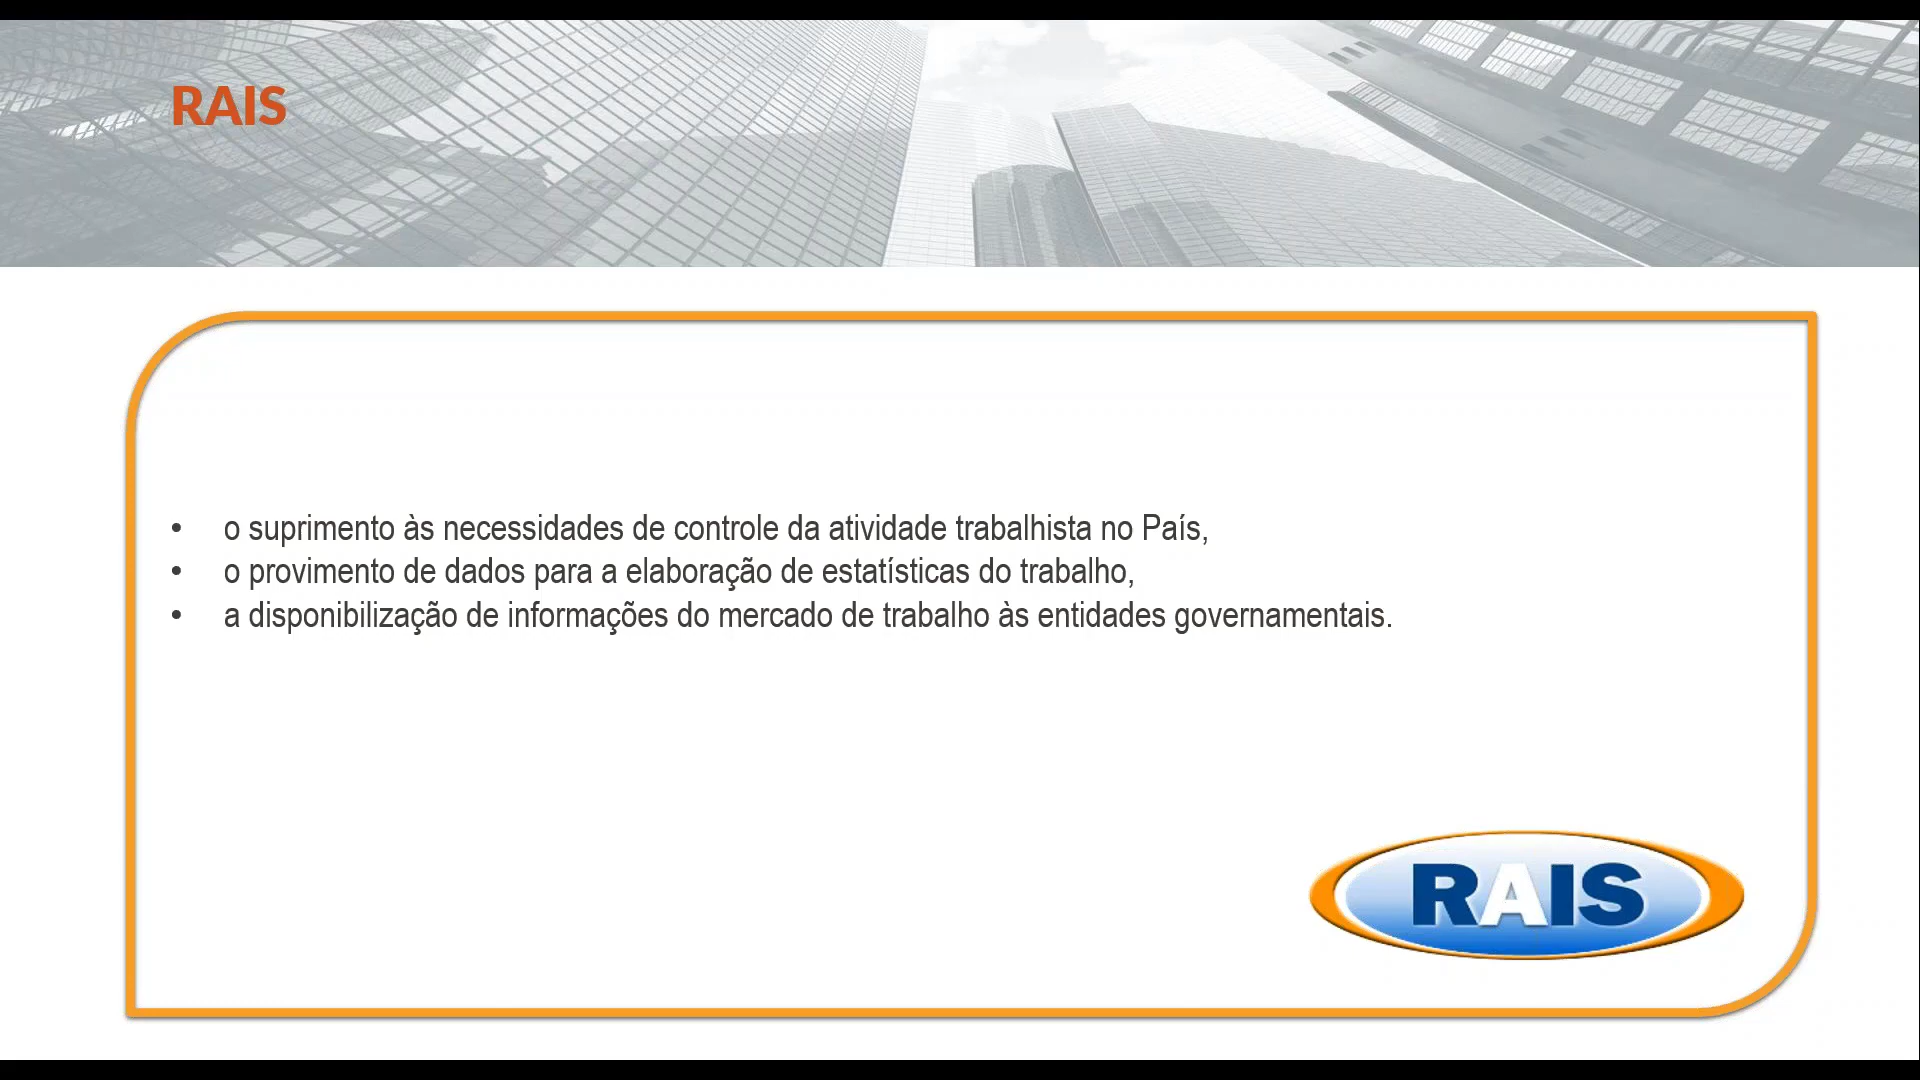 RAIS
• o suprimento às necessidades de controle da atividade trabalhista no País,
• o provimento de dados para a elaboração de estatísticas do trabalho,
• a disponibilização de informações do mercado de trabalho às entidades governamentais.
RAIS